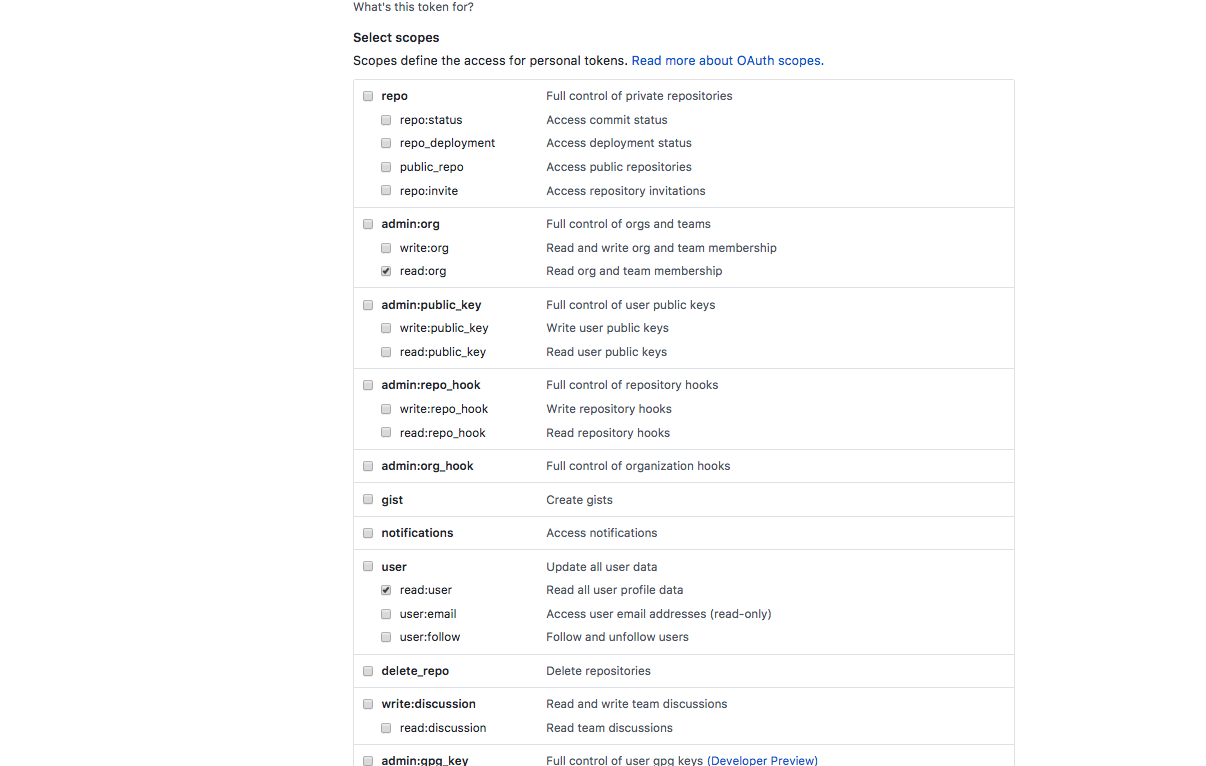 What's this token for?
Select scopes
Scopes define the access for personal tokens. Read more about OAuth scopes.
repo Full control of private repositories
repo:status Access commit status
repo_deployment Access deployment status
public_repo Access public repositories
repo:invite Access repository invitations
admin:org Full control of orgs and teams
write:org Read and write org and team membership
read:org Read org and team membership
admin:public_key Full control of user public keys
write:public_key Write user public keys
read:public_key Read user public keys
admin:repo_hook Full control of repository hooks
write:repo_hook Write repository hooks
read:repo_hook Read repository hooks
admin:org_hook Full control of organization hooks
gist Create gists
notifications Access notifications
user Update all user data
read:user Read all user profile data
user:email Access user email addresses (read-only)
user:follow Follow and unfollow users
delete_repo Delete repositories
write:discussion Read and write team discussions
read:discussion Read team discussions
admin:gpg_key Full control of user gpg keys (Developer Preview)